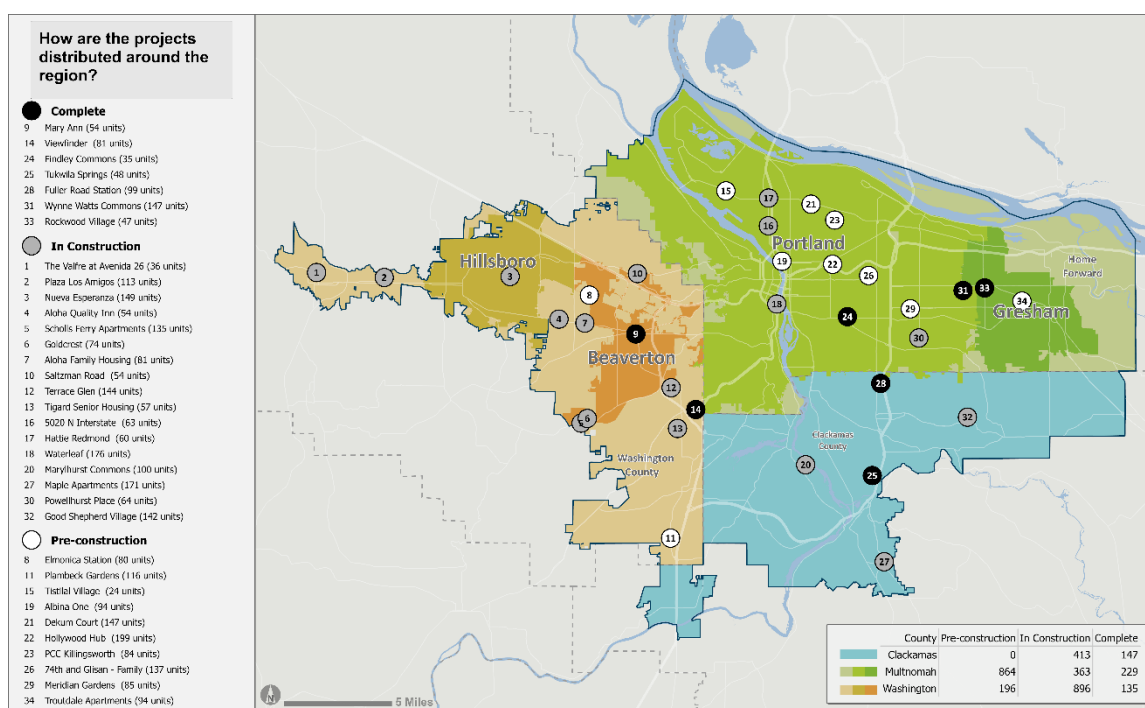 How are the projects
distributed around the
region?
Complete
9 Mary Ann (54 units)
14 Viewfinder (81 units)
24 Findley Commons (35 units)
25 Tukwila Springs (48 units)
28 Fuller Road Station (99 units)
31 Wynne Watts Commons (147 units)
33 Rockwood Village (47 units)
In Construction
1 The Valfre at Avenida 26 (36 units)
2 Plaza Los Amigos (113 units)
3 Nueva Esperanza (149 units)
4 Aloha Quality Inn (54 units)
5 Scholls Ferry Apartments (135 units)
6 Goldcrest (74 units)
7 Aloha Family Housing (81 units)
10 Saltzman Road (54 units)
12 Terrace Glen (144 units)
13 Tigard Senior Housing (57 units)
16 5020 N Interstate (63 units)
17 Hattie Redmond (60 units)
18 Waterleaf (176 units)
20 Marylhurst Commons (100 units)
27 Maple Apartments (171 units)
30 Powellhurst Place (64 units)
32 Good Shepherd Village (142 units)
Pre-construction
8 Elmonica Station (80 units)
11 Plambeck Gardens (116 units)
15 Tistilal Village (24 units)
19 Albina One (94 units)
21 Dekum Court (147 units)
22 Hollywood Hub (199 units)
23 PCC Killingsworth (84 units)
26 74th and Glisan - Family (137 units)
29 Meridian Gardens (85 units)
34 Troutdale Apartments (94 units)
15
17
21
23
16
Portland
19
22
26
Home
Forward
Hillsboro
1
2
3
10
8
31
33
34
18
24
29
Gresham
4
7
9
30
Beaverton
12
28
14
6
5
13
32
Clackamas
County
Washington
County
20
25
11
27
N
5 Miles
County Pre-construction In Construction Complete
Clackamas 0 413 147
Multnomah 864 363 229
Washington 196 896 135